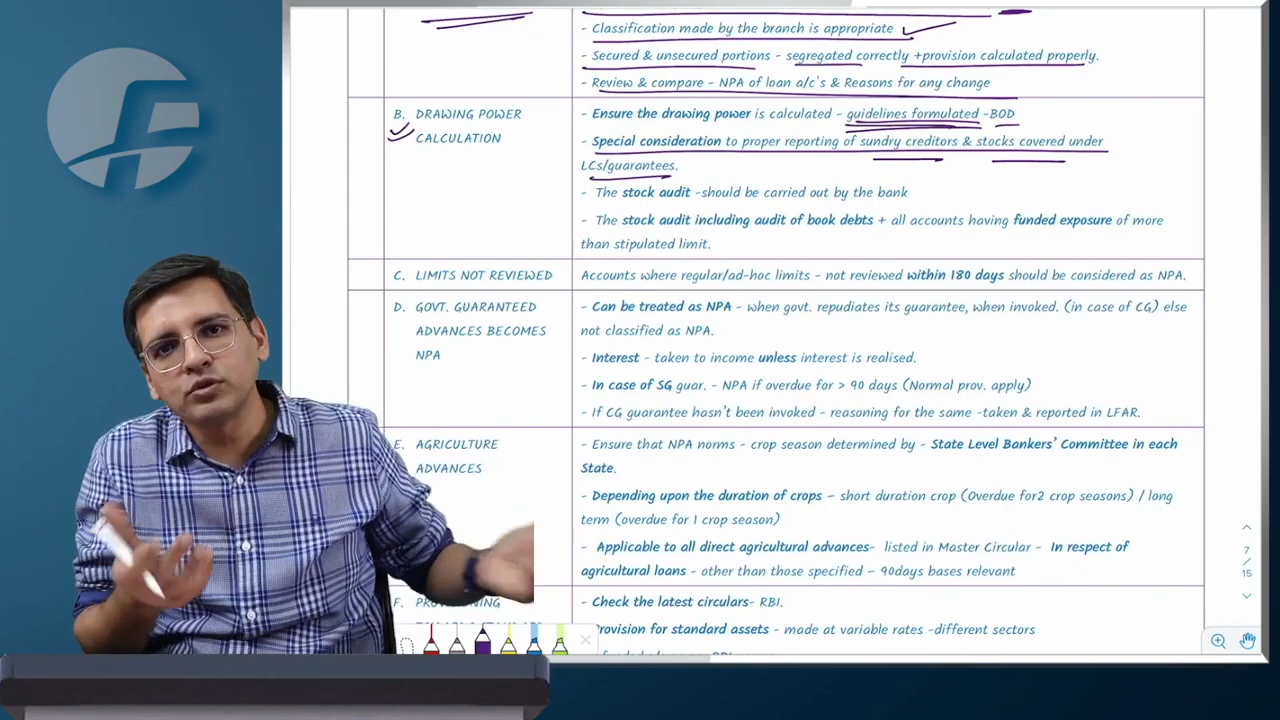 - Classification made by the branch is appropriate
- Secured & unsecured portions - segregated correctly +provision calculated properly.
- Review & compare - NPA of loan a/c's & Reasons for any change
B. DRAWING POWER
CALCULATION
- Ensure the drawing power is calculated - guidelines formulated -BOD
- Special consideration to proper reporting of sundry creditors & stocks covered under
LCs/guarantees.
- The stock audit -should be carried out by the bank
- The stock audit including audit of book debts + all accounts having funded exposure of more
than stipulated limit.
C. LIMITS NOT REVIEWED
Accounts where regular/ad-hoc limits - not reviewed within 180 days should be considered as NPA.
D. GOVT. GUARANTEED
ADVANCES BECOMES
NPA
- Can be treated as NPA - when govt. repudiates its guarantee, when invoked. (in case of CG) else
not classified as NPA.
- Interest - taken to income unless interest is realised.
- In case of SG guar. - NPA if overdue for > 90 days (Normal prov. apply)
- If CG guarantee hasn't been invoked - reasoning for the same -taken & reported in LFAR.
E. AGRICULTURE
ADVANCES
- Ensure that NPA norms - crop season determined by - State Level Bankers' Committee in each
State.
- Depending upon the duration of crops – short duration crop (Overdue for2 crop seasons) / long
term (overdue for 1 crop season)
- Applicable to all direct agricultural advances- listed in Master Circular - In respect of
agricultural loans - other than those specified – 90days bases relevant
F. PROVISIONING
- Check the latest circulars- RBI.
Provision for standard assets - made at variable rates -different sectors
7
/
15